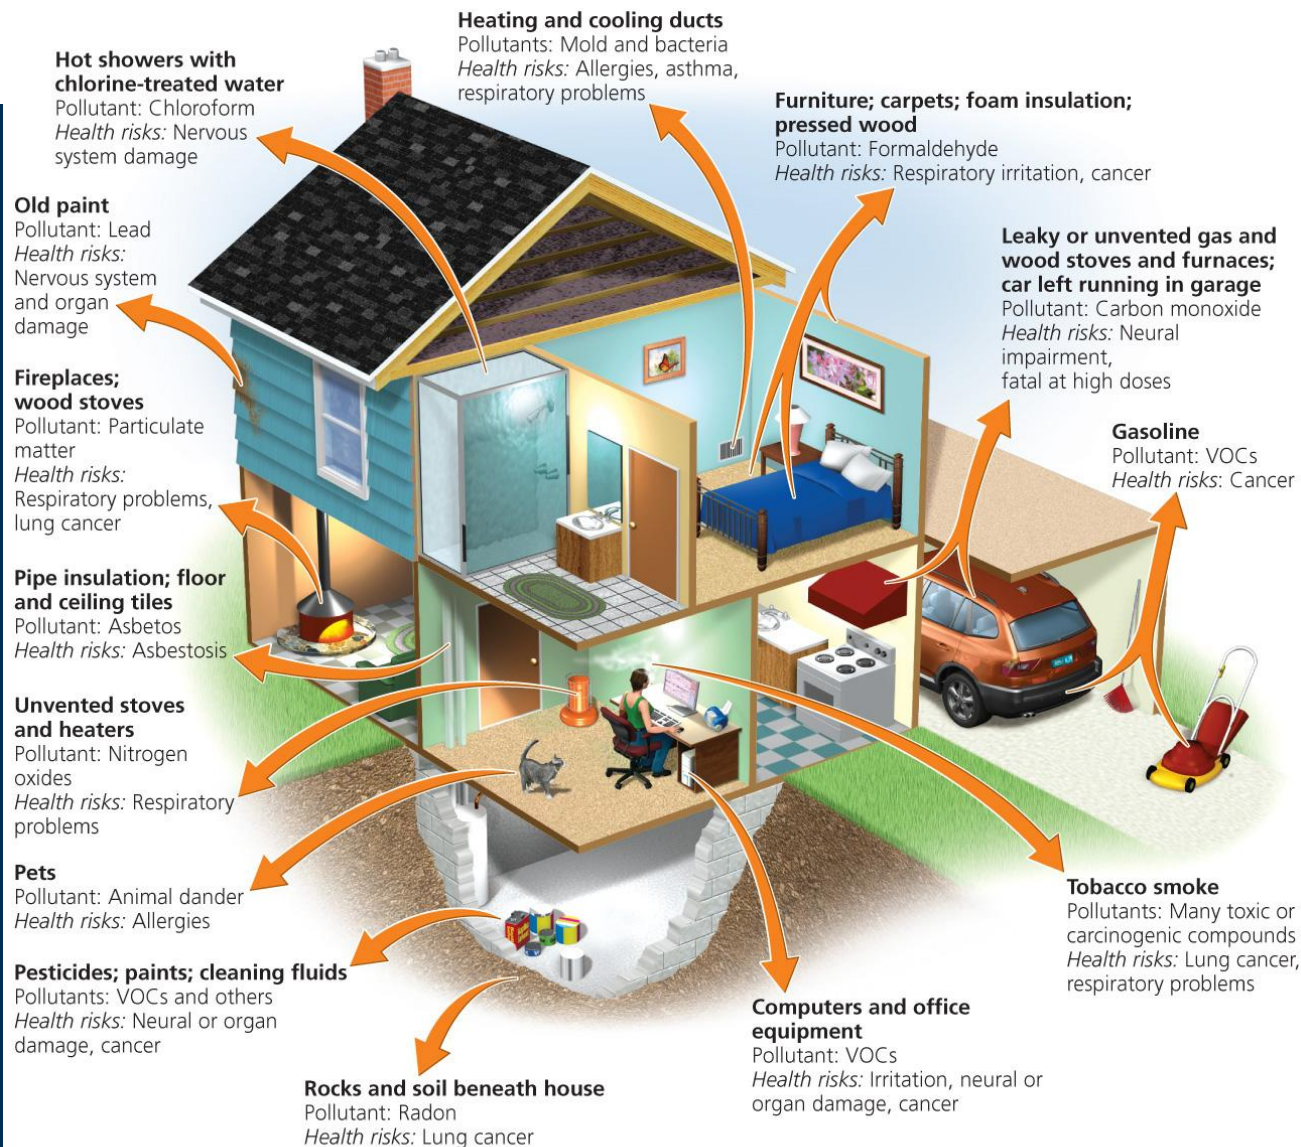 Heating and cooling ducts
Pollutants: Mold and bacteria
Health risks: Allergies, asthma,
respiratory problems
Hot showers with
chlorine-treated water
Pollutant: Chloroform
Health risks: Nervous
system damage
Furniture; carpets; foam insulation;
pressed wood
Pollutant: Formaldehyde
Health risks: Respiratory irritation, cancer
Old paint
Pollutant: Lead
Health risks:
Nervous system
and organ
damage
Leaky or unvented gas and
wood stoves and furnaces;
car left running in garage
Pollutant: Carbon monoxide
Health risks: Neural
impairment,
fatal at high doses
Fireplaces;
wood stoves
Pollutant: Particulate
matter
Health risks:
Respiratory problems,
lung cancer
Gasoline
Pollutant: VOCs
Health risks: Cancer
Pipe insulation; floor
and ceiling tiles
Pollutant: Asbetos
Health risks: Asbestosis
Unvented stoves
and heaters
Pollutant: Nitrogen
oxides
Health risks: Respiratory
problems
Pets
Pollutant: Animal dander
Health risks: Allergies
Tobacco smoke
Pollutants: Many toxic or
carcinogenic compounds
Health risks: Lung cancer,
respiratory problems
Pesticides; paints; cleaning fluids
Pollutants: VOCs and others
Health risks: Neural or organ
damage, cancer
Computers and office
equipment
Pollutant: VOCs
Health risks: Irritation, neural or
organ damage, cancer
Rocks and soil beneath house
Pollutant: Radon
Health risks: Lung cancer